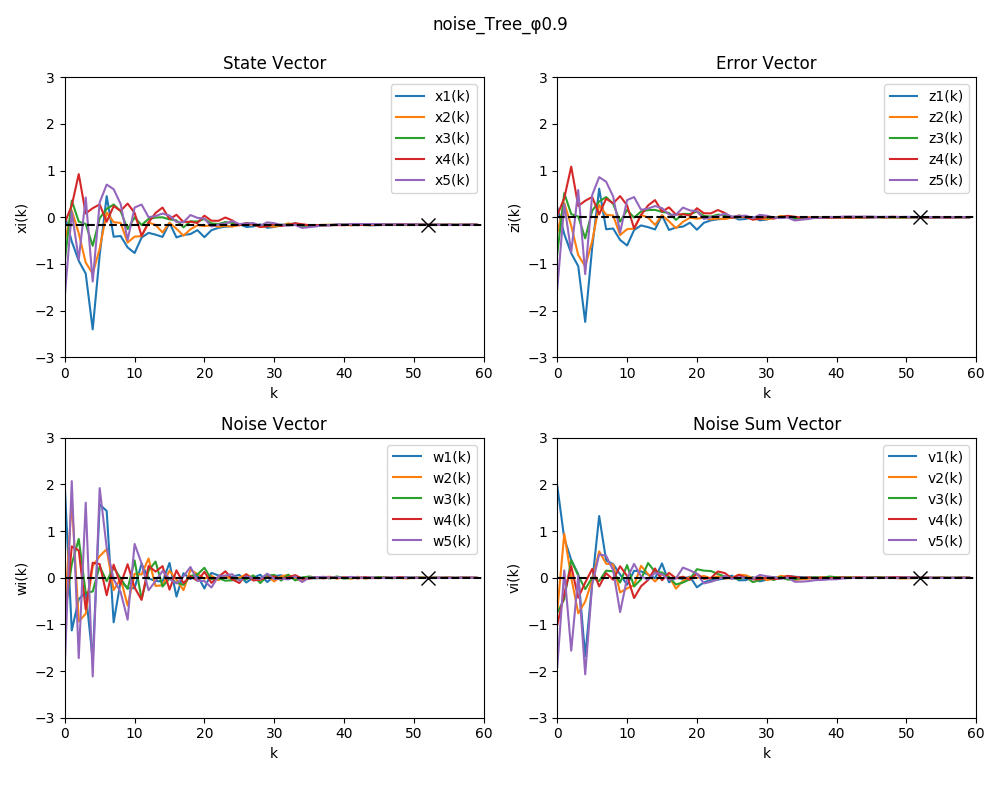 noise_Tree_φ0.9
State Vector
3
2
1
0
−1
−2
−3
xi(k)
x1(k)
x2(k)
x3(k)
x4(k)
x5(k)
0 10 20 30 40 50 60
k
Error Vector
3
2
1
0
−1
−2
−3
zi(k)
z1(k)
z2(k)
z3(k)
z4(k)
z5(k)
0 10 20 30 40 50 60
k
Noise Vector
3
2
1
0
−1
−2
−3
wi(k)
w1(k)
w2(k)
w3(k)
w4(k)
w5(k)
0 10 20 30 40 50 60
k
Noise Sum Vector
3
2
1
0
−1
−2
−3
vi(k)
v1(k)
v2(k)
v3(k)
v4(k)
v5(k)
0 10 20 30 40 50 60
k